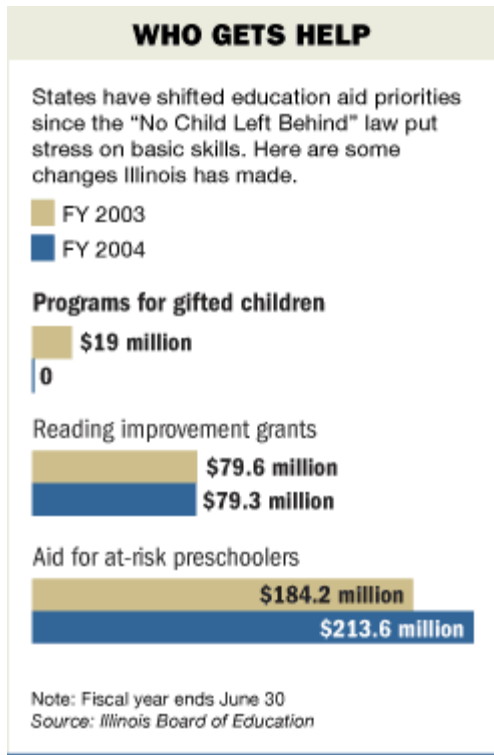 WHO GETS HELP
States have shifted education aid priorities
since the “No Child Left Behind” law put
stress on basic skills. Here are some
changes Illinois has made.
FY 2003
FY 2004
Programs for gifted children
$19 million
0
Reading improvement grants
$79.6 million
$79.3 million
Aid for at-risk preschoolers
$184.2 million
$213.6 million
Note: Fiscal year ends June 30
Source: Illinois Board of Education